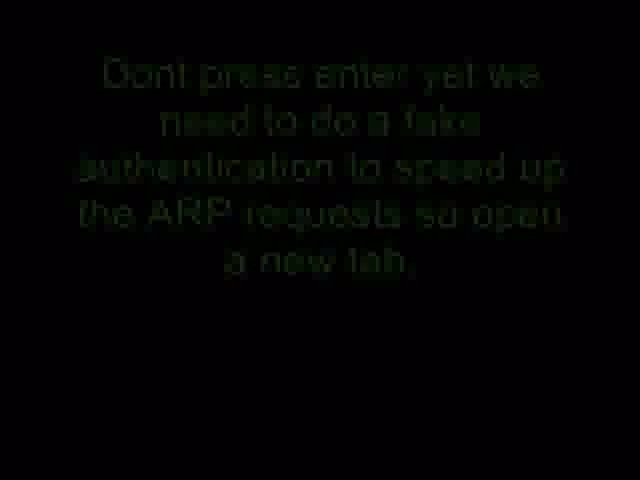 Dont press enter yet we
need to do a fake
authentication to speed up
the ARP requests so open
a new tab.